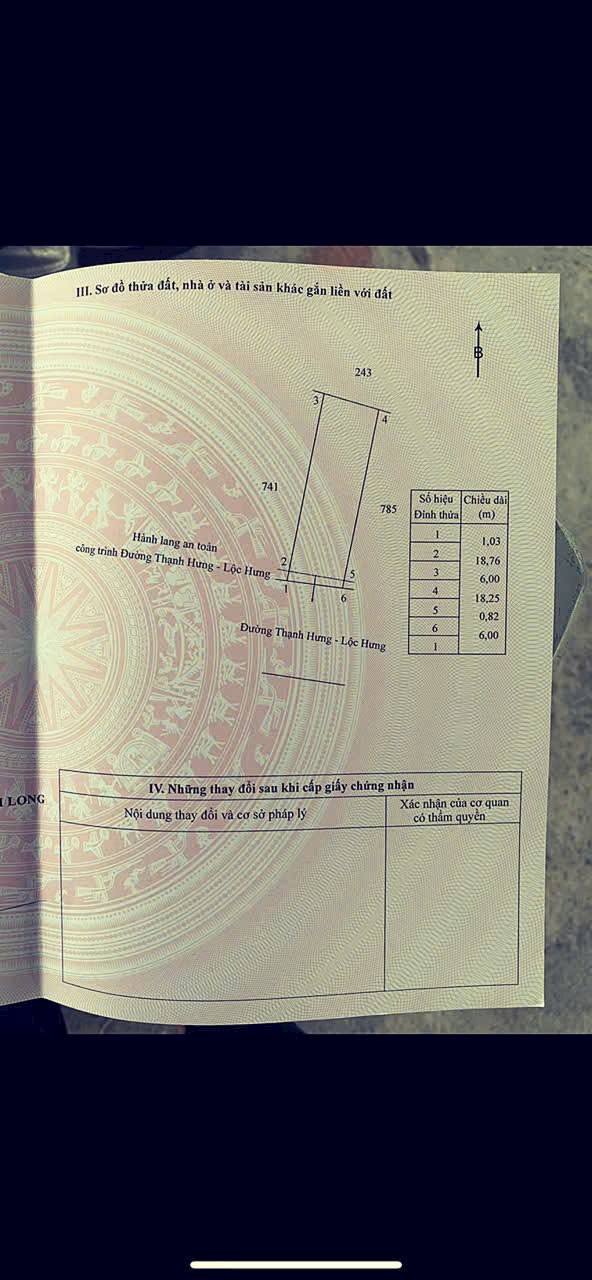 III. Sơ đồ thửa đất, nhà ở và tài sản khác gắn liền với đất
B
243
3
4
741
785
Số hiệu Đỉnh thửa
Chiều dài (m)
1
1,03
2
18,76
3
6,00
4
18,25
5
0,82
6
6,00
1
Hành lang an toàn
công trình Đường Thạnh Hưng - Lộc Hưng
2
5
1
6
Đường Thạnh Hưng - Lộc Hưng
LONG
IV. Những thay đổi sau khi cấp giấy chứng nhận
Nội dung thay đổi và cơ sở pháp lý
Xác nhận của cơ quan
có thẩm quyền